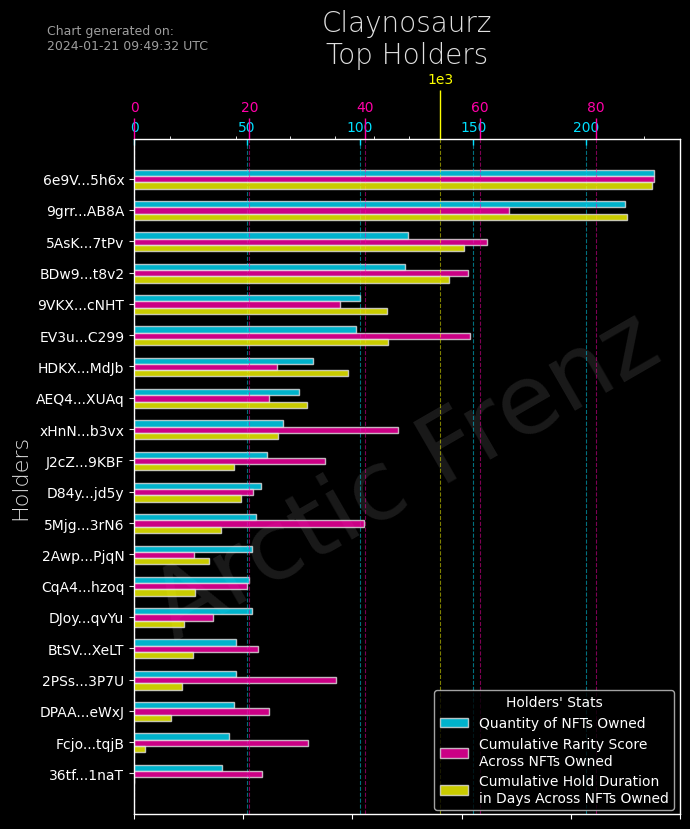 Chart generated on:
2024-01-21 09:49:32 UTC
Claynosaurz
Top Holders
1e3
0 20 40 60 80
0 50 100 150 200
Holders
6e9V...5h6x
9grr...AB8A
5AsK...7tPv
BDw9...t8v2
9VKX...cNHT
EV3u...C299
HDKX...MdJb
AEQ4...XUAq
xHnN...b3vx
J2cZ...9KBF
D84y...jd5y
5Mjg...3rN6
2Awp...PjqN
CqA4...hzoq
DJoy...qvYu
BtSV...XeLT
2PSs...3P7U
DPAA...eWxJ
Fcjo...tqjB
36tf...1naT
Arctic Frenz
Holders' Stats
Quantity of NFTs Owned
Cumulative Rarity Score
Across NFTs Owned
Cumulative Hold Duration
in Days Across NFTs Owned